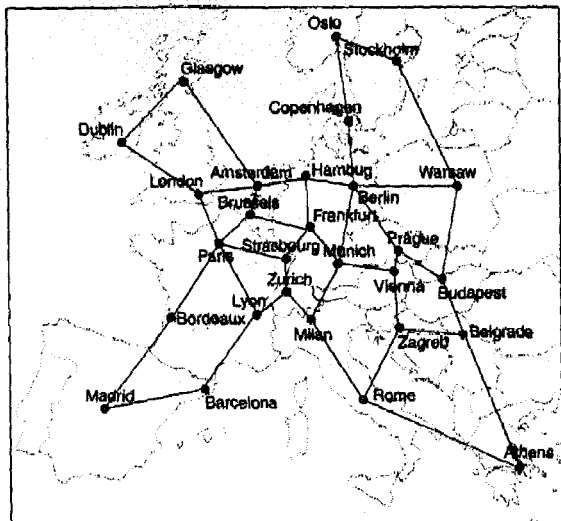 Oslo
Stockholm
Glasgow
Copenhagen
Dublin
Hamburg
Amsterdam
Warsaw
London
Berlin
Brussels
Frankfurt
Prague
Paris
Strasbourg
Munich
Zurich
Vienna
Budapest
Lyon
Bordeaux
Milan
Zagreb
Belgrade
Madrid
Barcelona
Rome
Athens